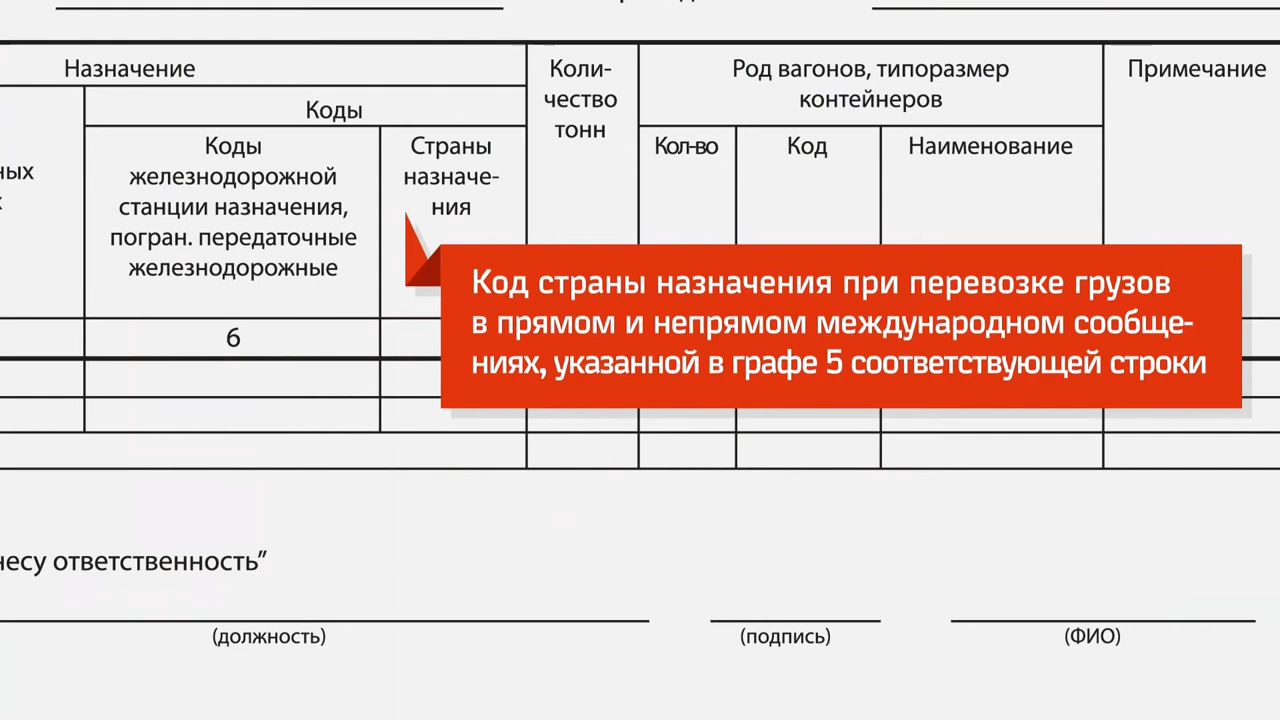 Назначение
Коли-
чество
тонн
Род вагонов, типоразмер
контейнеров
Примечание
Коды
Коды
железнодорожной
станции назначения,
погран. передаточные
железнодорожные
Страны
назначе-
ния
Кол-во
Код
Наименование
ных
6
Код страны назначения при перевозке грузов
в прямом и непрямом международном сообще-
ниях, указанной в графе 5 соответствующей строки
несу ответственность”
(должность)
(подпись)
(ФИО)